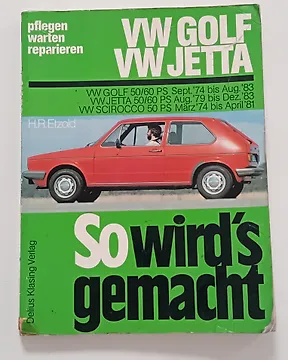 pflegen
warten
reparieren
VW GOLF
VW JETTA
VW GOLF 50/60 PS Sept.'74 bis Aug.'83
VW JETTA 50/60 PS Aug.'79 bis Dez.'83
VW SCIROCCO 50 PS März'74 bis April'81
H.R. Etzold
So wird's
gemacht
Delius Klasing Verlag